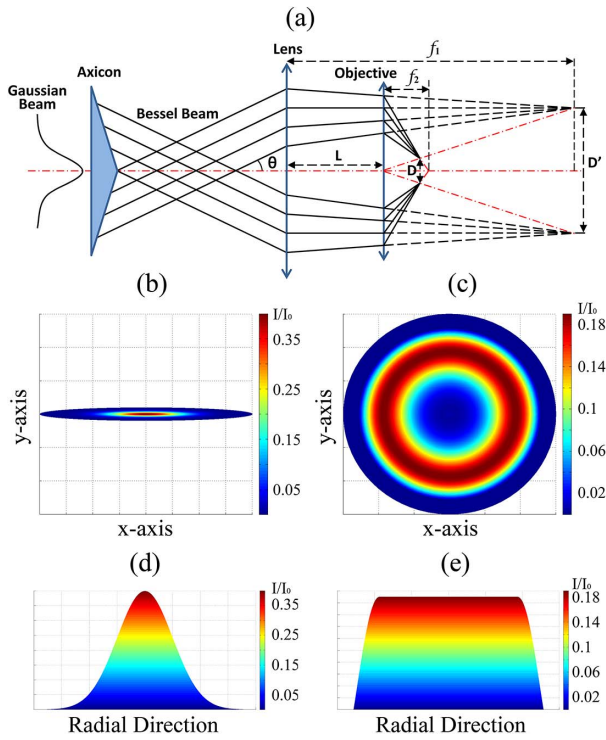 (a)
Lens
f₁
Axicon
Objective
f₂
Gaussian
Beam
Bessel Beam
θ
L
D
D'
(b)
(c)
I/I₀
0.35
0.25
0.15
0.05
y-axis
x-axis
I/I₀
0.18
0.14
0.1
0.06
0.02
y-axis
x-axis
(d)
(e)
I/I₀
0.35
0.25
0.15
0.05
Radial Direction
I/I₀
0.18
0.14
0.1
0.06
0.02
Radial Direction